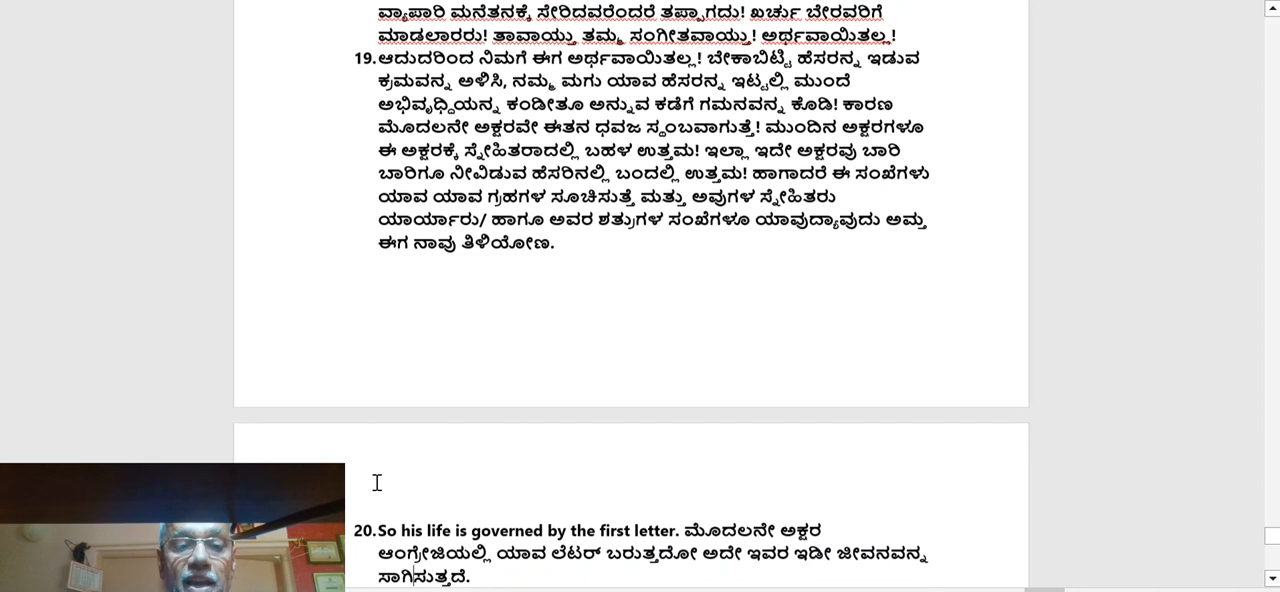 ವ್ಯಾಪಾರಿ ಮನೆತನಕ್ಕೆ ಸೇರಿದವರೆಂದರೆ ತಪ್ಪಾಗದು! ಖರ್ಚು ಬೇರವರಿಗೆ
ಮಾಡಲಾರರು! ತಾವಾಯ್ತು ತಮ್ಮ ಸಂಗೀತವಾಯ್ತು! ಅರ್ಥವಾಯಿತಲ್ಲ!
19. ಆದುದರಿಂದ ನಿಮಗೆ ಈಗ ಅರ್ಥವಾಯಿತಲ್ಲ! ಬೇಕಾಬಿಟ್ಟಿ ಹೆಸರನ್ನ ಇಡುವ
ಕ್ರಮವನ್ನ ಅಳಿಸಿ, ನಮ್ಮ ಮಗು ಯಾವ ಹೆಸರನ್ನ ಇಟ್ಟಲ್ಲಿ ಮುಂದೆ
ಅಭಿವೃಧ್ಧಿಯನ್ನ ಕಂಡೀತೂ ಅನ್ನುವ ಕಡೆಗೆ ಗಮನವನ್ನ ಕೊಡಿ! ಕಾರಣ
ಮೊದಲನೇ ಅಕ್ಷರವೇ ಈತನ ಧವಜ ಸ್ತಂಬವಾಗುತ್ತೆ! ಮುಂದಿನ ಅಕ್ಷರಗಳೂ
ಈ ಅಕ್ಷರಕ್ಕೆ ಸ್ನೇಹಿತರಾದಲ್ಲಿ ಬಹಳ ಉತ್ತಮ! ಇಲ್ಲಾ ಇದೇ ಅಕ್ಷರವು ಬಾರಿ
ಬಾರಿಗೂ ನೀವಿಡುವ ಹೆಸರಿನಲ್ಲಿ ಬಂದಲ್ಲಿ ಉತ್ತಮ! ಹಾಗಾದರೆ ಈ ಸಂಖೆಗಳು
ಯಾವ ಯಾವ ಗ್ರಹಗಳ ಸೂಚಿಸುತ್ತೆ ಮತ್ತು ಅವುಗಳ ಸ್ನೇಹಿತರು
ಯಾರ್ಯಾರು/ ಹಾಗೂ ಅವರ ಶತ್ರುಗಳ ಸಂಖೆಗಳೂ ಯಾವುದ್ಯಾವುದು ಅಮ್ತ
ಈಗ ನಾವು ತಿಳಿಯೋಣ.
20. So his life is governed by the first letter. ಮೊದಲನೇ ಅಕ್ಷರ
ಆಂಗ್ರೇಜಿಯಲ್ಲಿ ಯಾವ ಲೆಟರ್ ಬರುತ್ತದೋ ಅದೇ ಇವರ ಇಡೀ ಜೀವನವನ್ನ
ಸಾಗಿಸುತ್ತದೆ.